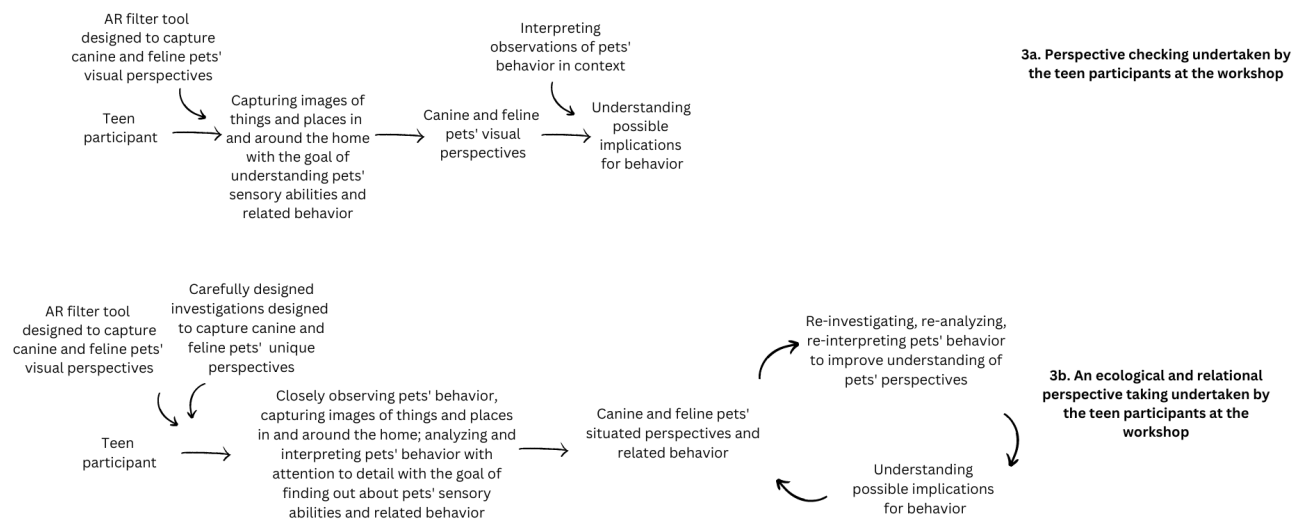 AR filter tool
designed to capture
canine and feline pets'
visual perspectives
Teen
participant
Capturing images of
things and places in
and around the home
with the goal of
understanding pets'
sensory abilities and
related behavior
Canine and feline
pets' visual
perspectives
Interpreting
observations of pets'
behavior in context
Understanding
possible
implications
for behavior
3a. Perspective checking undertaken by
the teen participants at the workshop
AR filter tool
designed to capture
canine and feline pets'
visual perspectives
Carefully designed
investigations designed
to capture canine and
feline pets' unique
perspectives
Teen
participant
Closely observing pets' behavior,
capturing images of things and places
in and around the home; analyzing and
interpreting pets' behavior with
attention to detail with the goal of
finding out about pets' sensory
abilities and related behavior
Canine and feline pets'
situated perspectives and
related behavior
Re-investigating, re-analyzing,
re-interpreting pets' behavior
to improve understanding of
pets' perspectives
Understanding
possible implications
for behavior
3b. An ecological and relational
perspective taking undertaken by
the teen participants at the
workshop